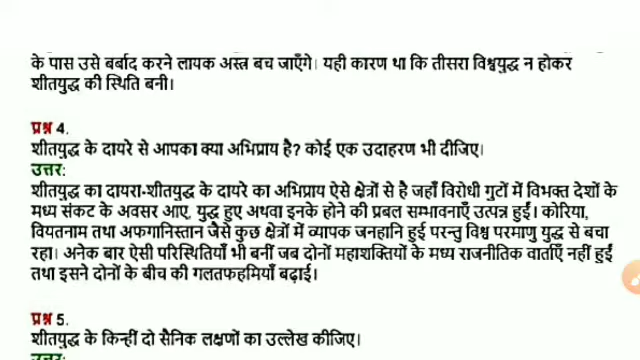 के पास उसे बर्बाद करने लायक अस्त्र बच जाएँगे। यही कारण था कि तीसरा विश्वयुद्ध न होकर
शीतयुद्ध की स्थिति बनी।
प्रश्न 4.
शीतयुद्ध के दायरे से आपका क्या अभिप्राय है? कोई एक उदाहरण भी दीजिए।
उत्तर:
शीतयुद्ध का दायरा-शीतयुद्ध के दायरे का अभिप्राय ऐसे क्षेत्रों से है जहाँ विरोधी गुटों में विभक्त देशों के
मध्य संकट के अवसर आए, युद्ध हुए अथवा इनके होने की प्रबल सम्भावनाएँ उत्पन्न हुईं। कोरिया,
वियतनाम तथा अफगानिस्तान जैसे कुछ क्षेत्रों में व्यापक जनहानि हुई परन्तु विश्व परमाणु युद्ध से बचा
रहा। अनेक बार ऐसी परिस्थितियाँ भी बनीं जब दोनों महाशक्तियों के मध्य राजनीतिक वार्ताएँ नहीं हुईं
तथा इसने दोनों के बीच की गलतफहमियाँ बढ़ाई।
प्रश्न 5.
शीतयुद्ध के किन्हीं दो सैनिक लक्षणों का उल्लेख कीजिए।
उत्तर: